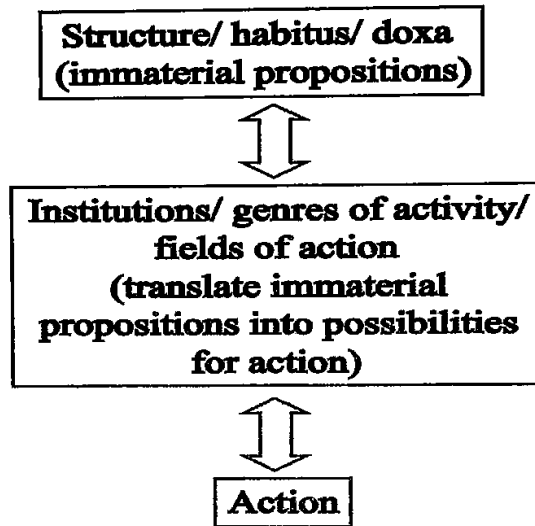 Structure/ habitus/ doxa
(immaterial propositions)
Institutions/ genres of activity/
fields of action
(translate immaterial
propositions into possibilities
for action)
Action